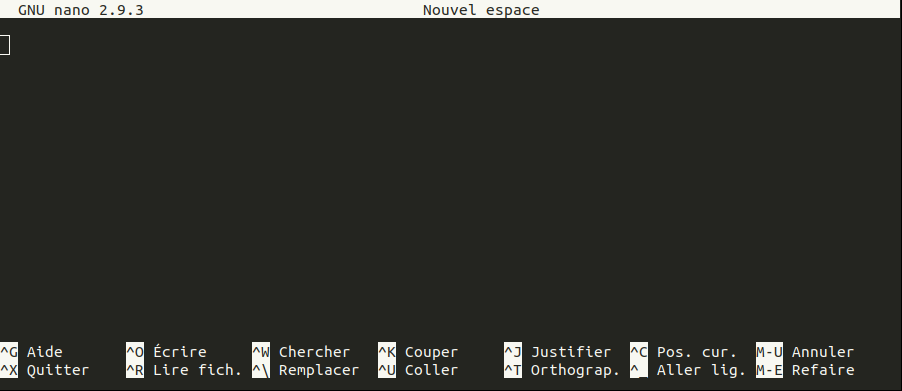 GNU nano 2.9.3 Nouvel espace
^G Aide ^O Écrire ^W Chercher ^K Couper ^J Justifier ^C Pos. cur. M-U Annuler
^X Quitter ^R Lire fich. ^\ Remplacer ^U Coller ^T Orthograp. ^_ Aller lig. M-E Refaire